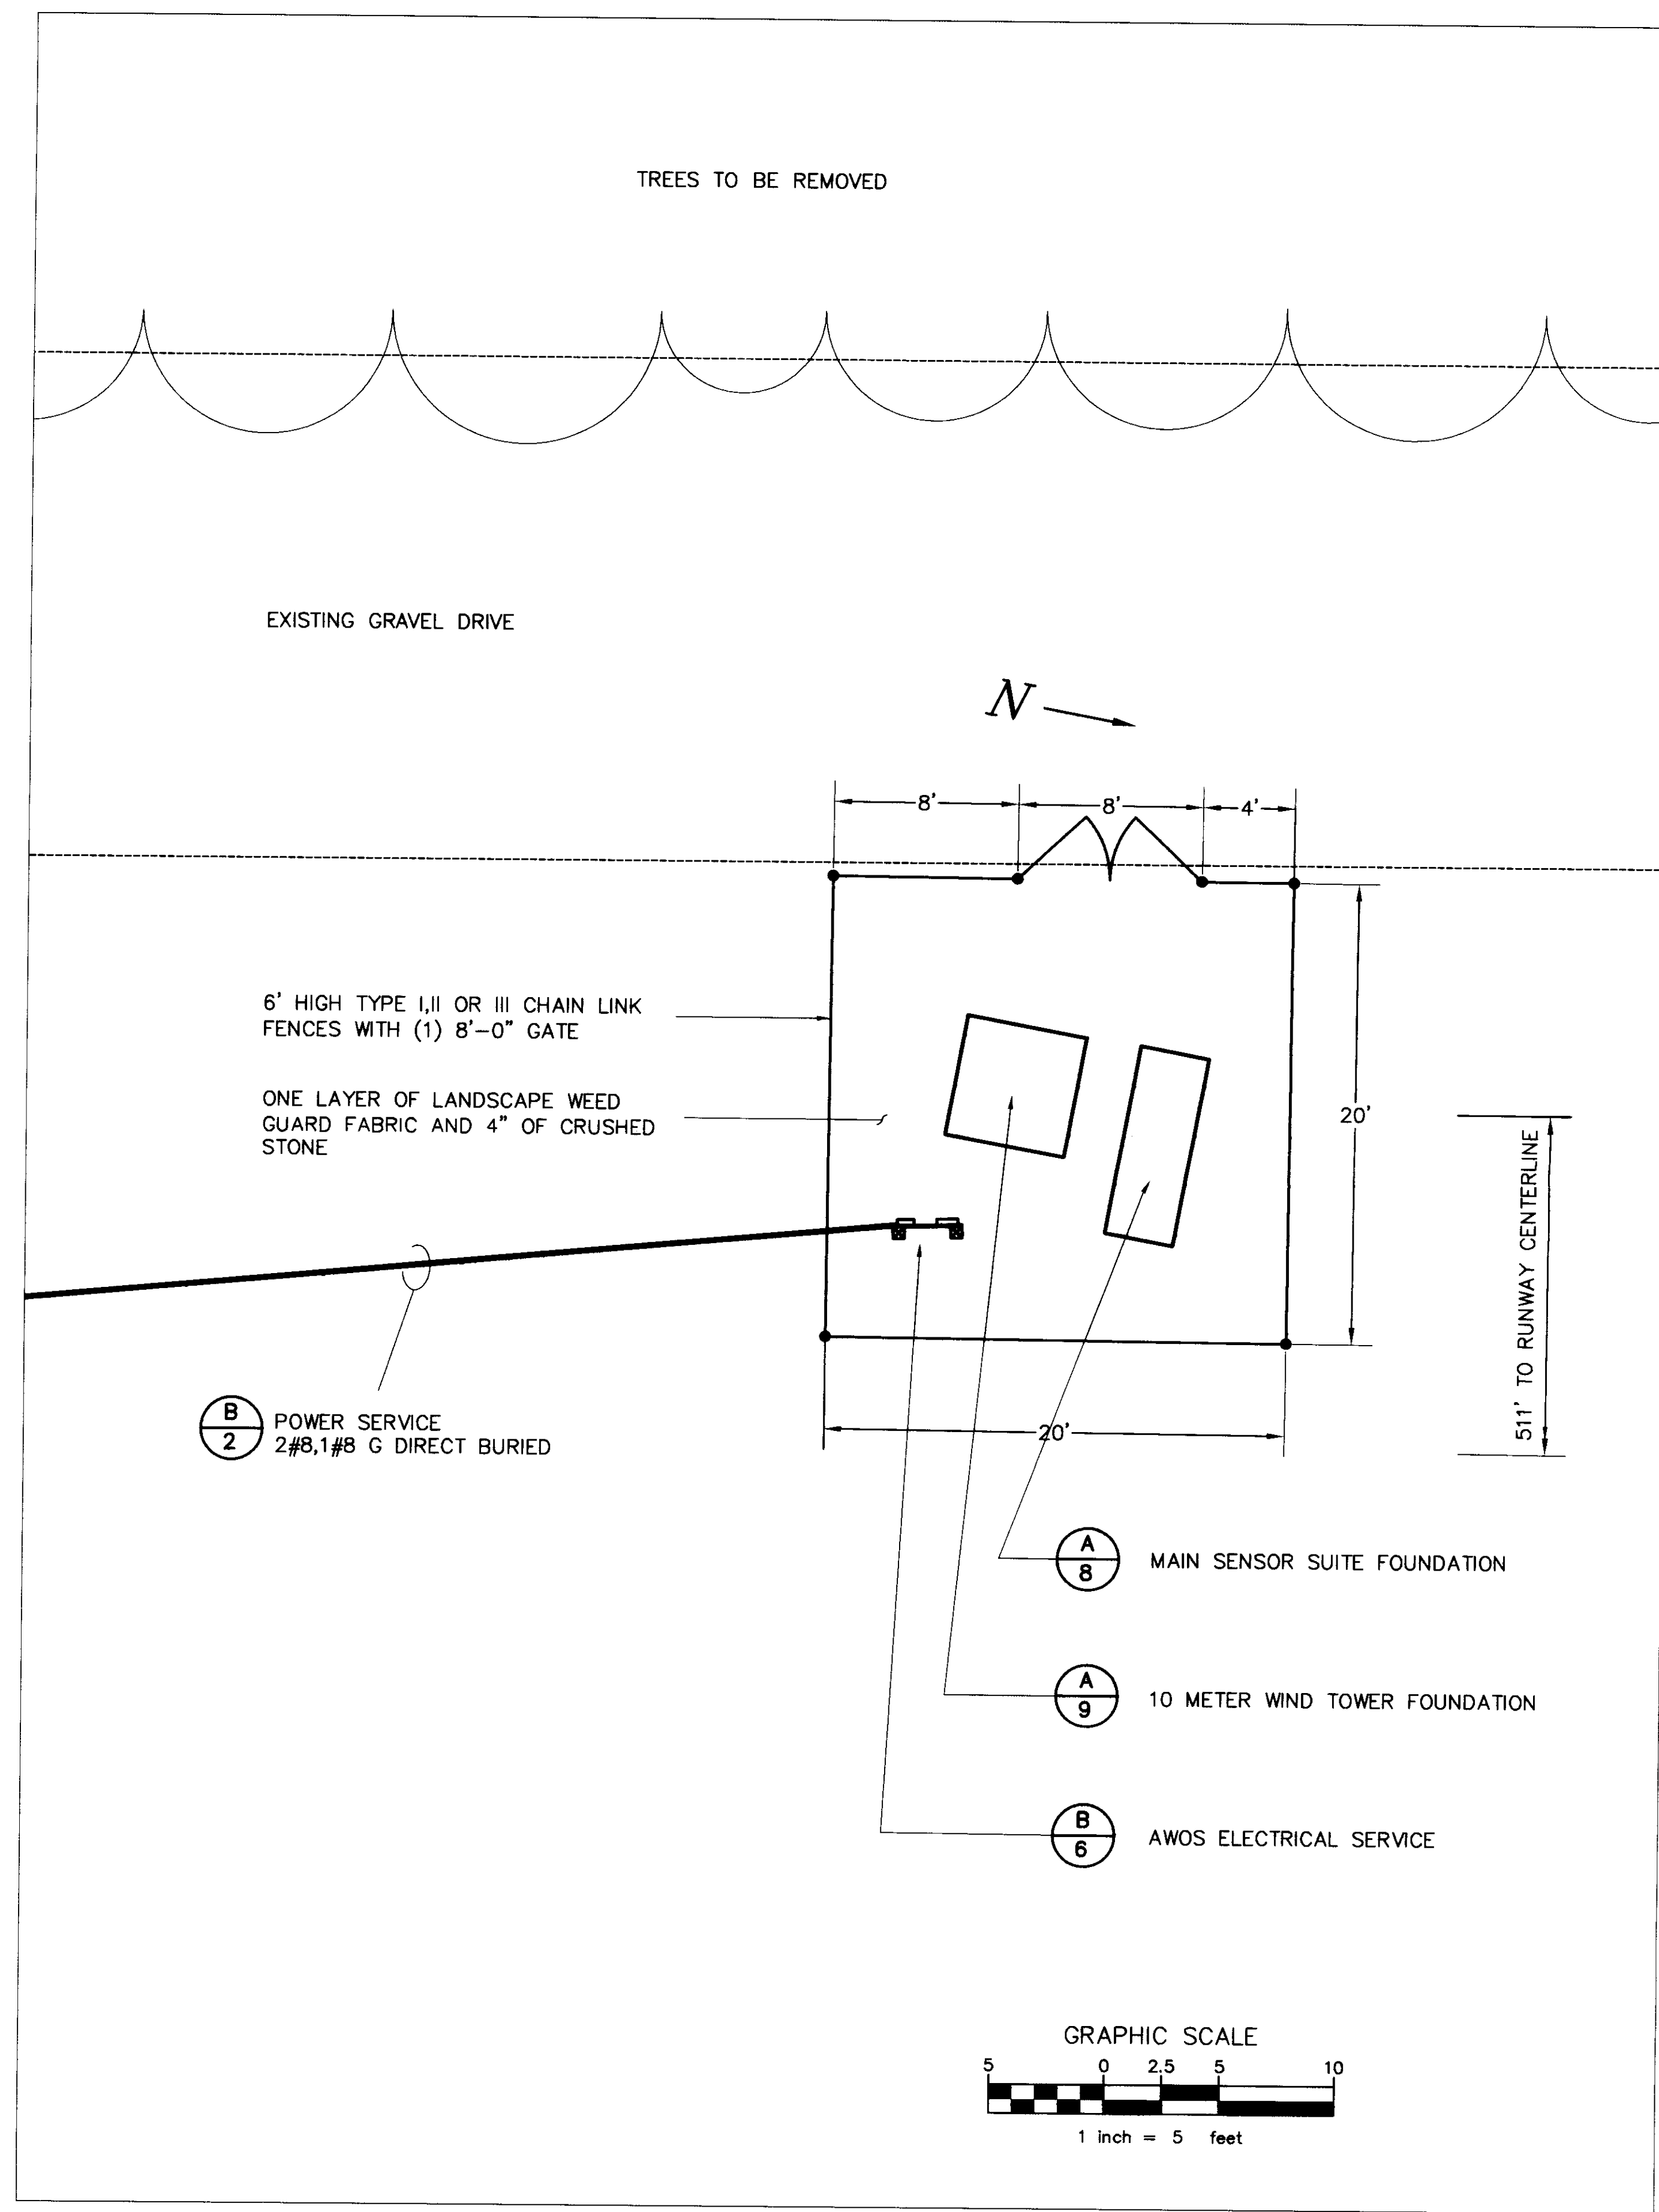 TREES TO BE REMOVED
EXISTING GRAVEL DRIVE
N
8'
8'
4'
6' HIGH TYPE I,II OR III CHAIN LINK
FENCES WITH (1) 8'-0" GATE
ONE LAYER OF LANDSCAPE WEED
GUARD FABRIC AND 4" OF CRUSHED
STONE
20'
511' TO RUNWAY CENTERLINE
B
2
POWER SERVICE
2#8,1#8 G DIRECT BURIED
20'
A
8
MAIN SENSOR SUITE FOUNDATION
A
9
10 METER WIND TOWER FOUNDATION
B
6
AWOS ELECTRICAL SERVICE
GRAPHIC SCALE
5 0 2.5 5 10
1 inch = 5 feet